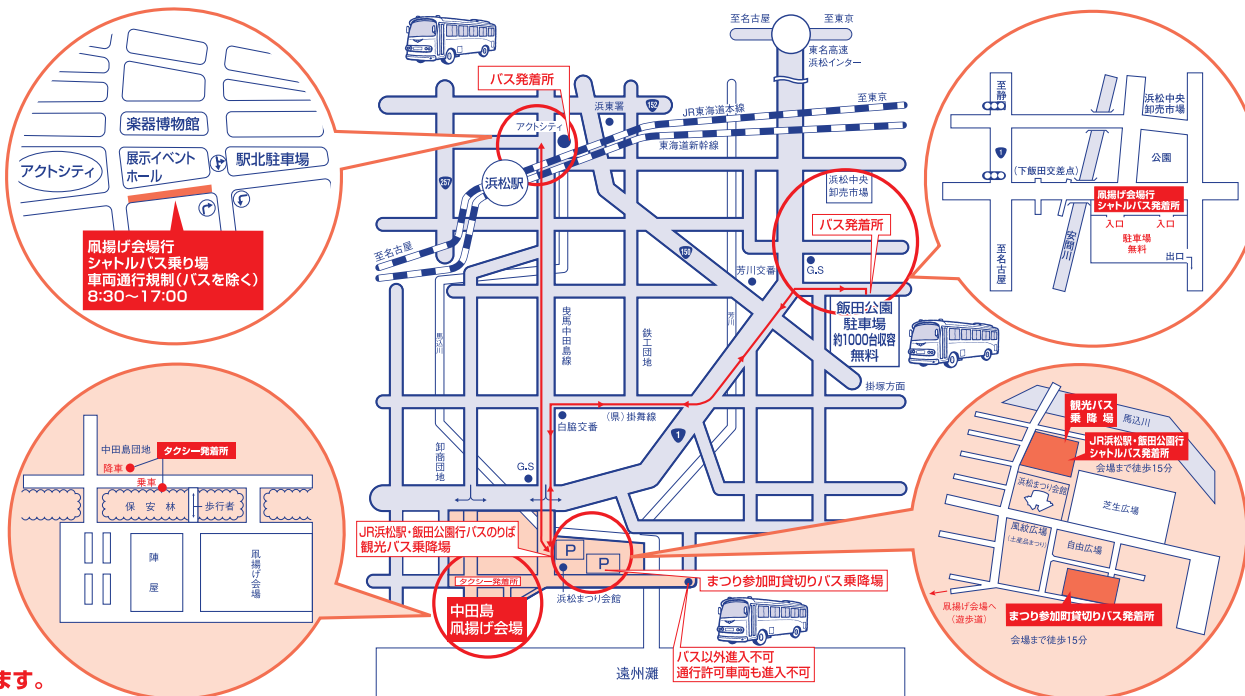 楽器博物館
アクトシティ
展示イベント
ホール
駅北駐車場
凧揚げ会場行
シャトルバス乗り場
車両通行規制(バスを除く)
8:30～17:00
バス発着所
アクトシティ
浜東署
152
JR東海道本線
至東京
東海道新幹線
浜松駅
257
至名古屋
至名古屋
至東京
東名高速
浜松インター
浜松中央
卸売市場
バス発着所
G.S
芳川交番
飯田公園
駐車場
約1000台収容
無料
掛塚方面
馬込川
曳馬中田島線
鉄工団地
芳川
白脇交番
(県)掛舞線
1
卸商団地
G.S
JR浜松駅・飯田公園行バスのりば
観光バス乗降場
P
P
タクシー発着所
浜松まつり会館
まつり参加町貸切りバス乗降場
中田島
凧揚げ会場
バス以外進入不可
通行許可車両も進入不可
遠州灘
至静
1
浜松中央
卸売市場
公園
(下飯田交差点)
凧揚げ会場行
シャトルバス発着所
入口
入口
駐車場
無料
出口
安間川
至名古屋
中田島団地
タクシー発着所
降車
乗車
保安林
歩行者
陣屋
凧揚げ会場
観光バス
乗降場
馬込川
JR浜松駅・飯田公園行
シャトルバス発着所
会場まで徒歩15分
浜松まつり会館
芝生広場
風紋広場
(土産品まつり)
自由広場
凧揚げ会場へ
(遊歩道)
まつり参加町貸切りバス発着所
会場まで徒歩15分
ます。